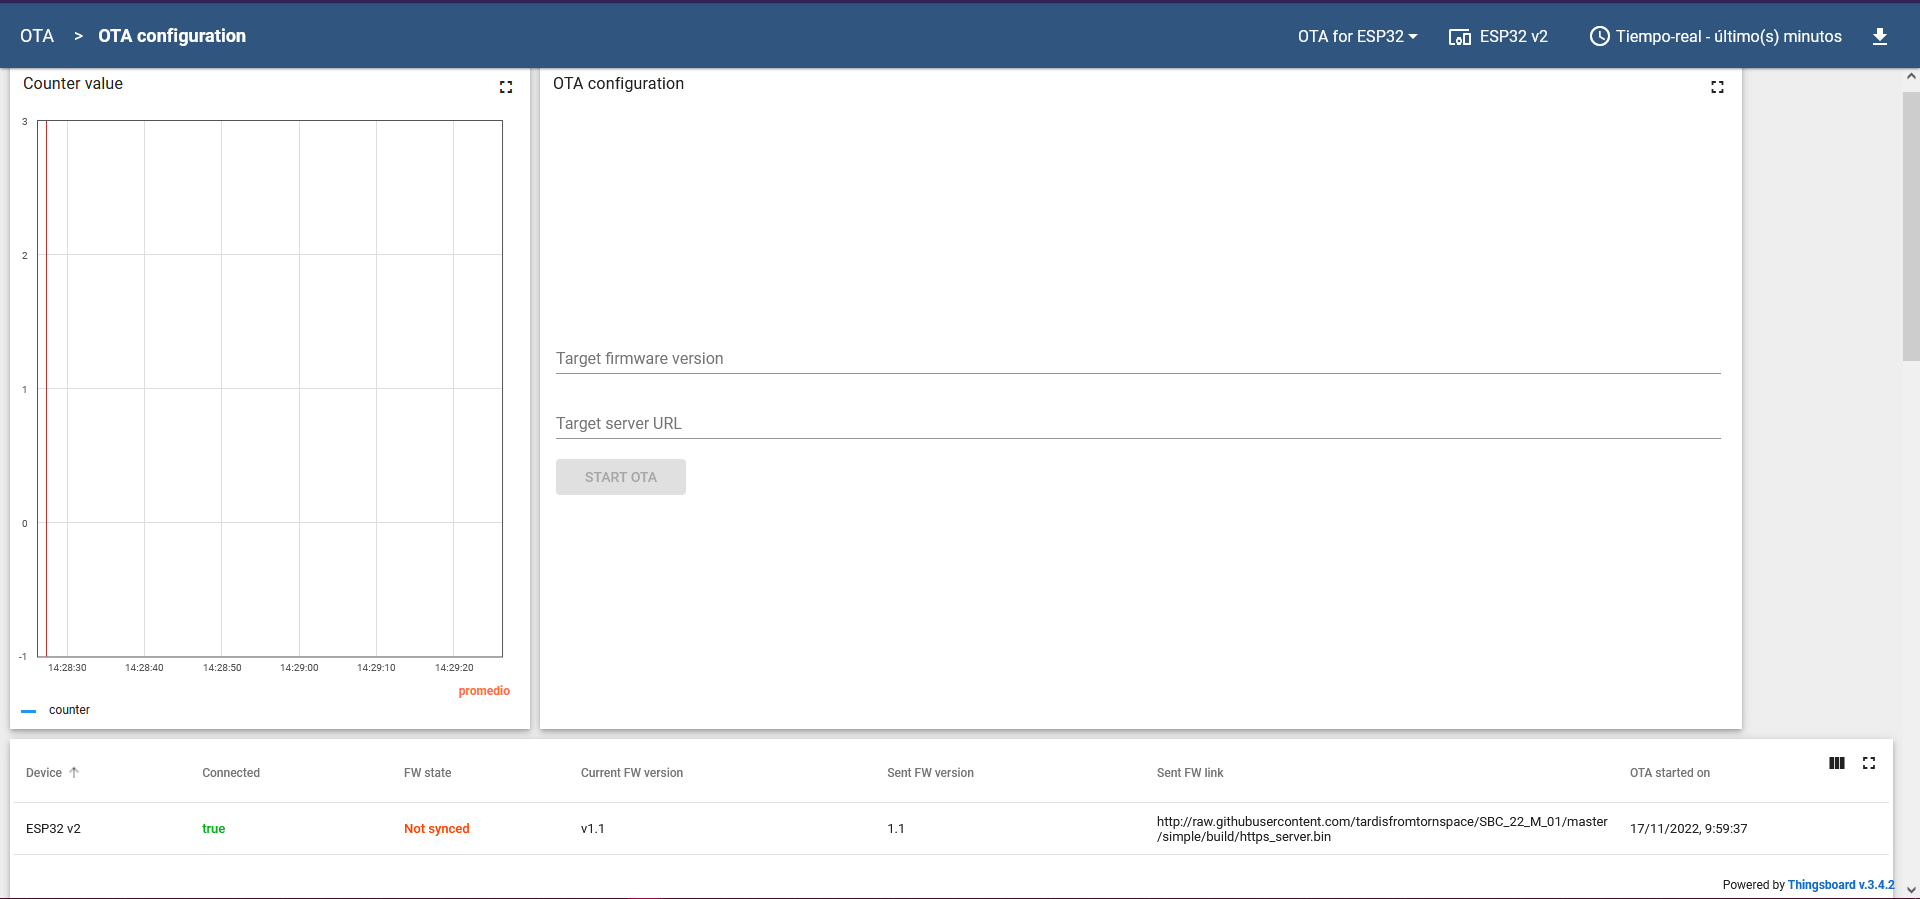 OTA > OTA configuration
OTA for ESP32
ESP32 v2
Tiempo-real - último(s) minutos
Counter value
3
2
1
0
-1
14:28:30 14:28:40 14:28:50 14:29:00 14:29:10 14:29:20
promedio
counter
OTA configuration
Target firmware version
Target server URL
START OTA
Device Connected FW state Current FW version Sent FW version Sent FW link OTA started on
ESP32 v2 true Not synced v1.1 1.1 http://raw.githubusercontent.com/tardisfromtornspace/SBC_22_M_01/master
/simple/build/https_server.bin 17/11/2022, 9:59:37
Powered by Thingsboard v.3.4.2